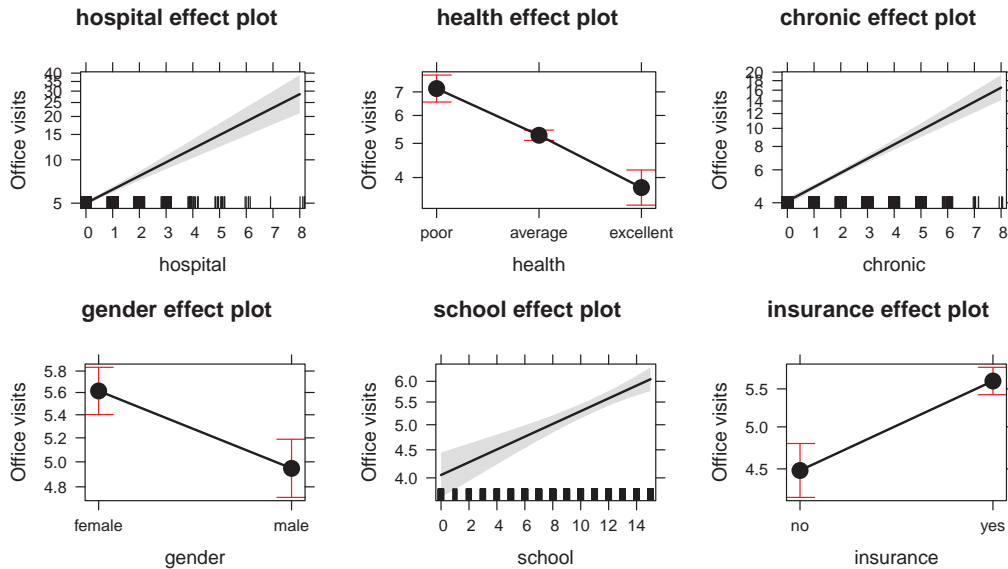 hospital effect plot
Office visits
40
35
30
25
20
15
10
5
0 1 2 3 4 5 6 7 8
hospital
health effect plot
Office visits
7
6
5
4
poor average excellent
health
chronic effect plot
Office visits
20
18
16
14
12
10
8
6
4
0 1 2 3 4 5 6 7 8
chronic
gender effect plot
Office visits
5.8
5.6
5.4
5.2
5.0
4.8
female male
gender
school effect plot
Office visits
6.0
5.5
5.0
4.5
4.0
0 2 4 6 8 10 12 14
school
insurance effect plot
Office visits
5.5
5.0
4.5
no yes
insurance